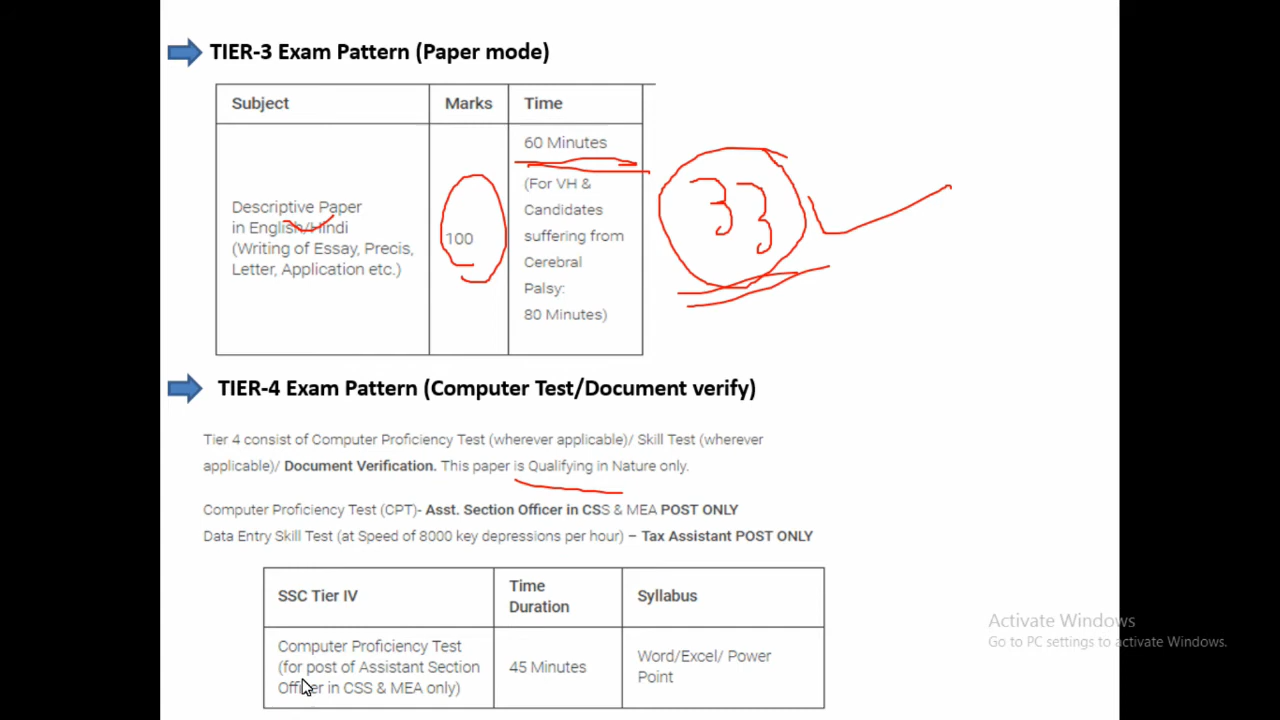 TIER-3 Exam Pattern (Paper mode)
Subject Marks Time
60 Minutes
(For VH &
Candidates
suffering from
Cerebral
Palsy:
80 Minutes)
Descriptive Paper
in English/Hindi
(Writing of Essay, Precis,
Letter, Application etc.)
100
33
TIER-4 Exam Pattern (Computer Test/Document verify)
Tier 4 consist of Computer Proficiency Test (wherever applicable)/ Skill Test (wherever
applicable)/ Document Verification. This paper is Qualifying in Nature only.
Computer Proficiency Test (CPT)- Asst. Section Officer in CSS & MEA POST ONLY
Data Entry Skill Test (at Speed of 8000 key depressions per hour) – Tax Assistant POST ONLY
SSC Tier IV
Time
Duration
Syllabus
Computer Proficiency Test
(for post of Assistant Section
Officer in CSS & MEA only)
45 Minutes
Word/Excel/ Power
Point
Activate Windows
Go to PC settings to activate Windows.